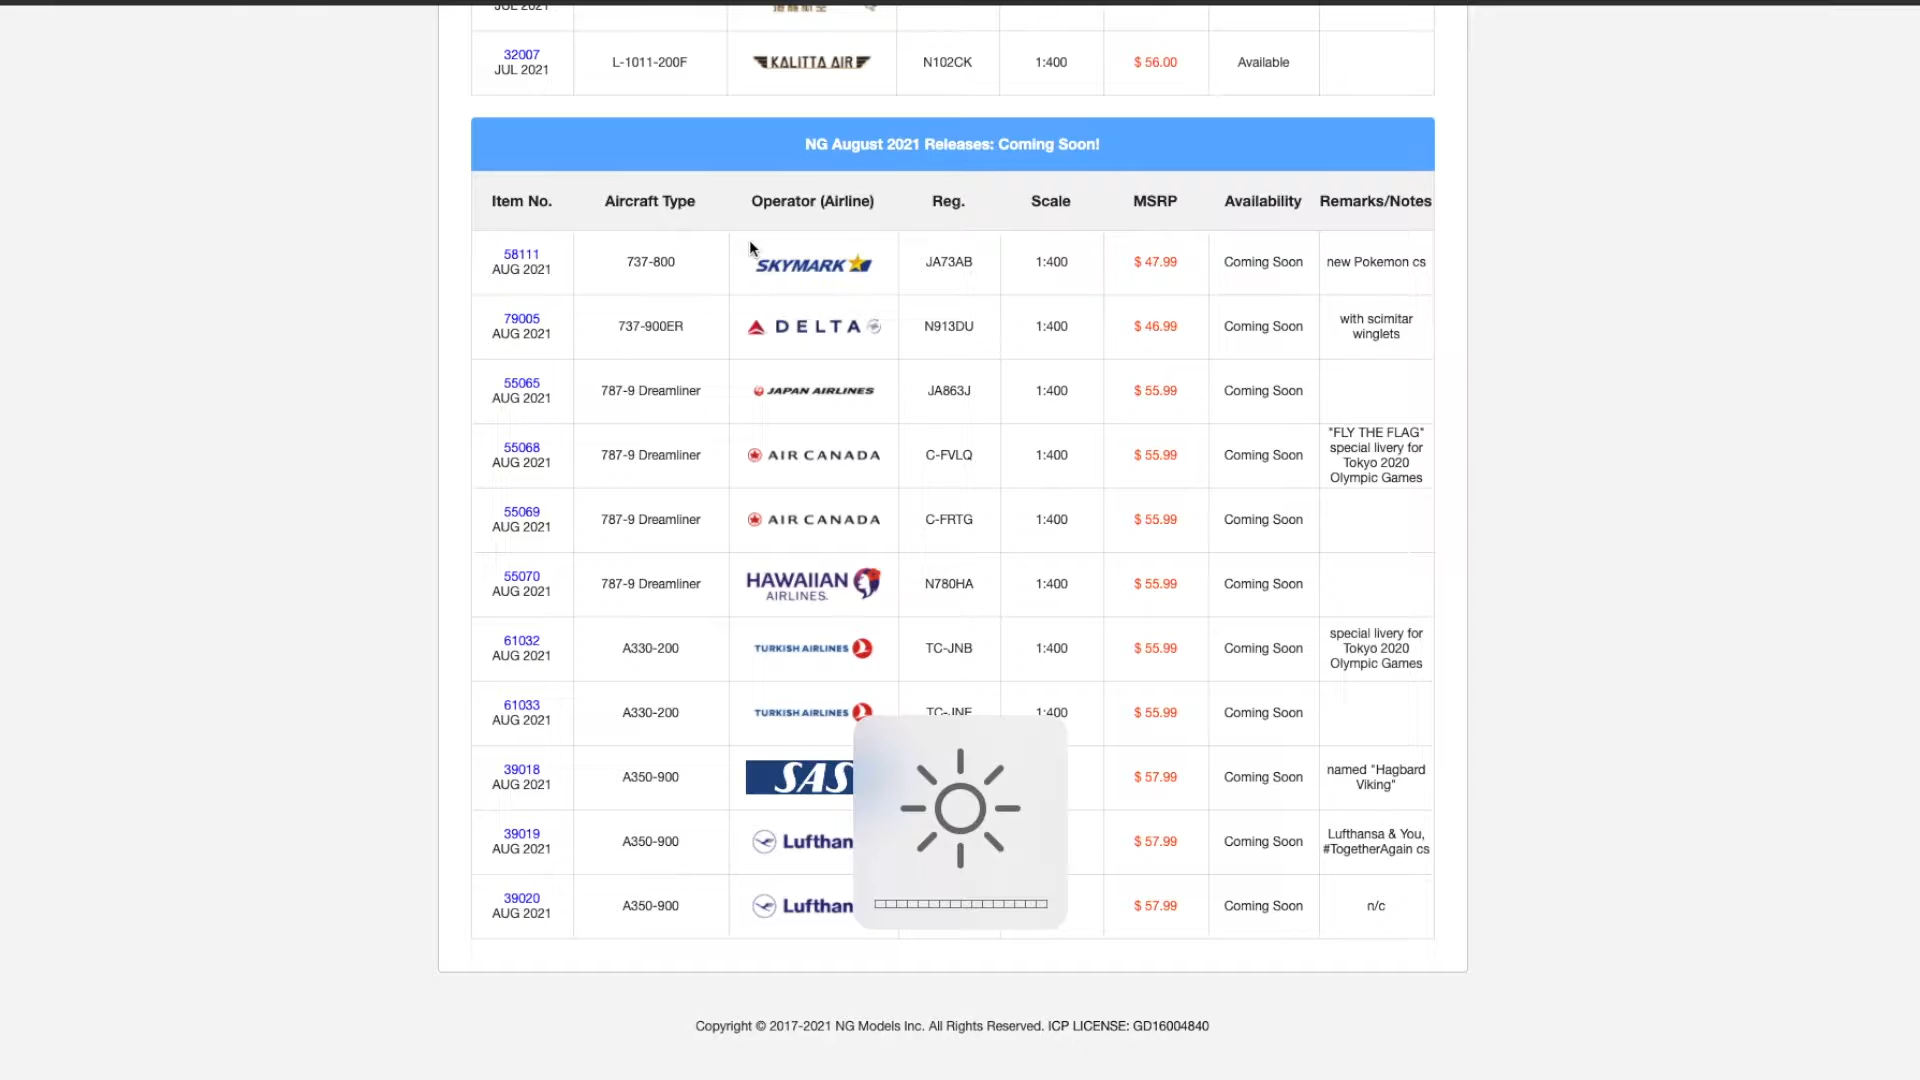 JUL 2021
32007
JUL 2021
L-1011-200F
KALITTA AIR
N102CK
1:400
$ 56.00
Available
NG August 2021 Releases: Coming Soon!
Item No.
Aircraft Type
Operator (Airline)
Reg.
Scale
MSRP
Availability
Remarks/Notes
58111
AUG 2021
737-800
SKYMARK
JA73AB
1:400
$ 47.99
Coming Soon
new Pokemon cs
79005
AUG 2021
737-900ER
DELTA
N913DU
1:400
$ 46.99
Coming Soon
with scimitar
winglets
55065
AUG 2021
787-9 Dreamliner
JAPAN AIRLINES
JA863J
1:400
$ 55.99
Coming Soon
55068
AUG 2021
787-9 Dreamliner
AIR CANADA
C-FVLQ
1:400
$ 55.99
Coming Soon
"FLY THE FLAG"
special livery for
Tokyo 2020
Olympic Games
55069
AUG 2021
787-9 Dreamliner
AIR CANADA
C-FRTG
1:400
$ 55.99
Coming Soon
55070
AUG 2021
787-9 Dreamliner
HAWAIIAN
AIRLINES.
N780HA
1:400
$ 55.99
Coming Soon
61032
AUG 2021
A330-200
TURKISH AIRLINES
TC-JNB
1:400
$ 55.99
Coming Soon
special livery for
Tokyo 2020
Olympic Games
61033
AUG 2021
A330-200
TURKISH AIRLINES
1:400
$ 55.99
Coming Soon
39018
AUG 2021
A350-900
SAS
$ 57.99
Coming Soon
named "Hagbard
Viking"
39019
AUG 2021
A350-900
Lufthan
$ 57.99
Coming Soon
Lufthansa & You,
#TogetherAgain cs
39020
AUG 2021
A350-900
Lufthan
$ 57.99
Coming Soon
n/c
Copyright © 2017-2021 NG Models Inc. All Rights Reserved. ICP LICENSE: GD16004840